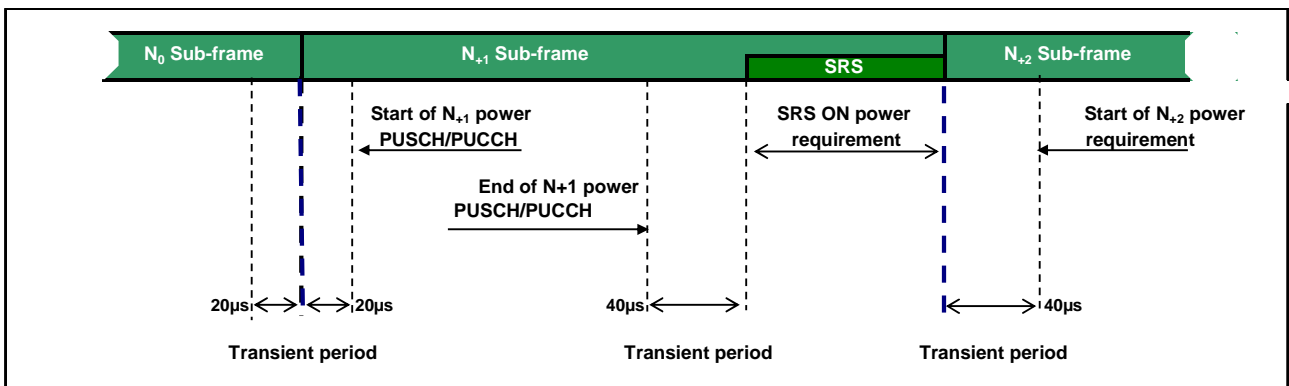 N₀ Sub-frame
N₊₁ Sub-frame
SRS
N₊₂ Sub-frame
Start of N₊₁ power
PUSCH/PUCCH
SRS ON power
requirement
Start of N₊₂ power
requirement
End of N+1 power
PUSCH/PUCCH
20µs
20µs
40µs
40µs
Transient period
Transient period
Transient period